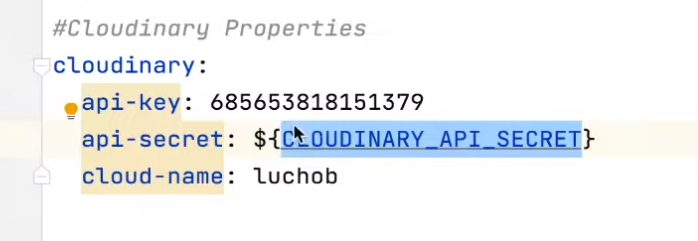 #Cloudinary Properties
cloudinary:
api-key: 685653818151379
api-secret: ${CLOUDINARY_API_SECRET}
cloud-name: luchob